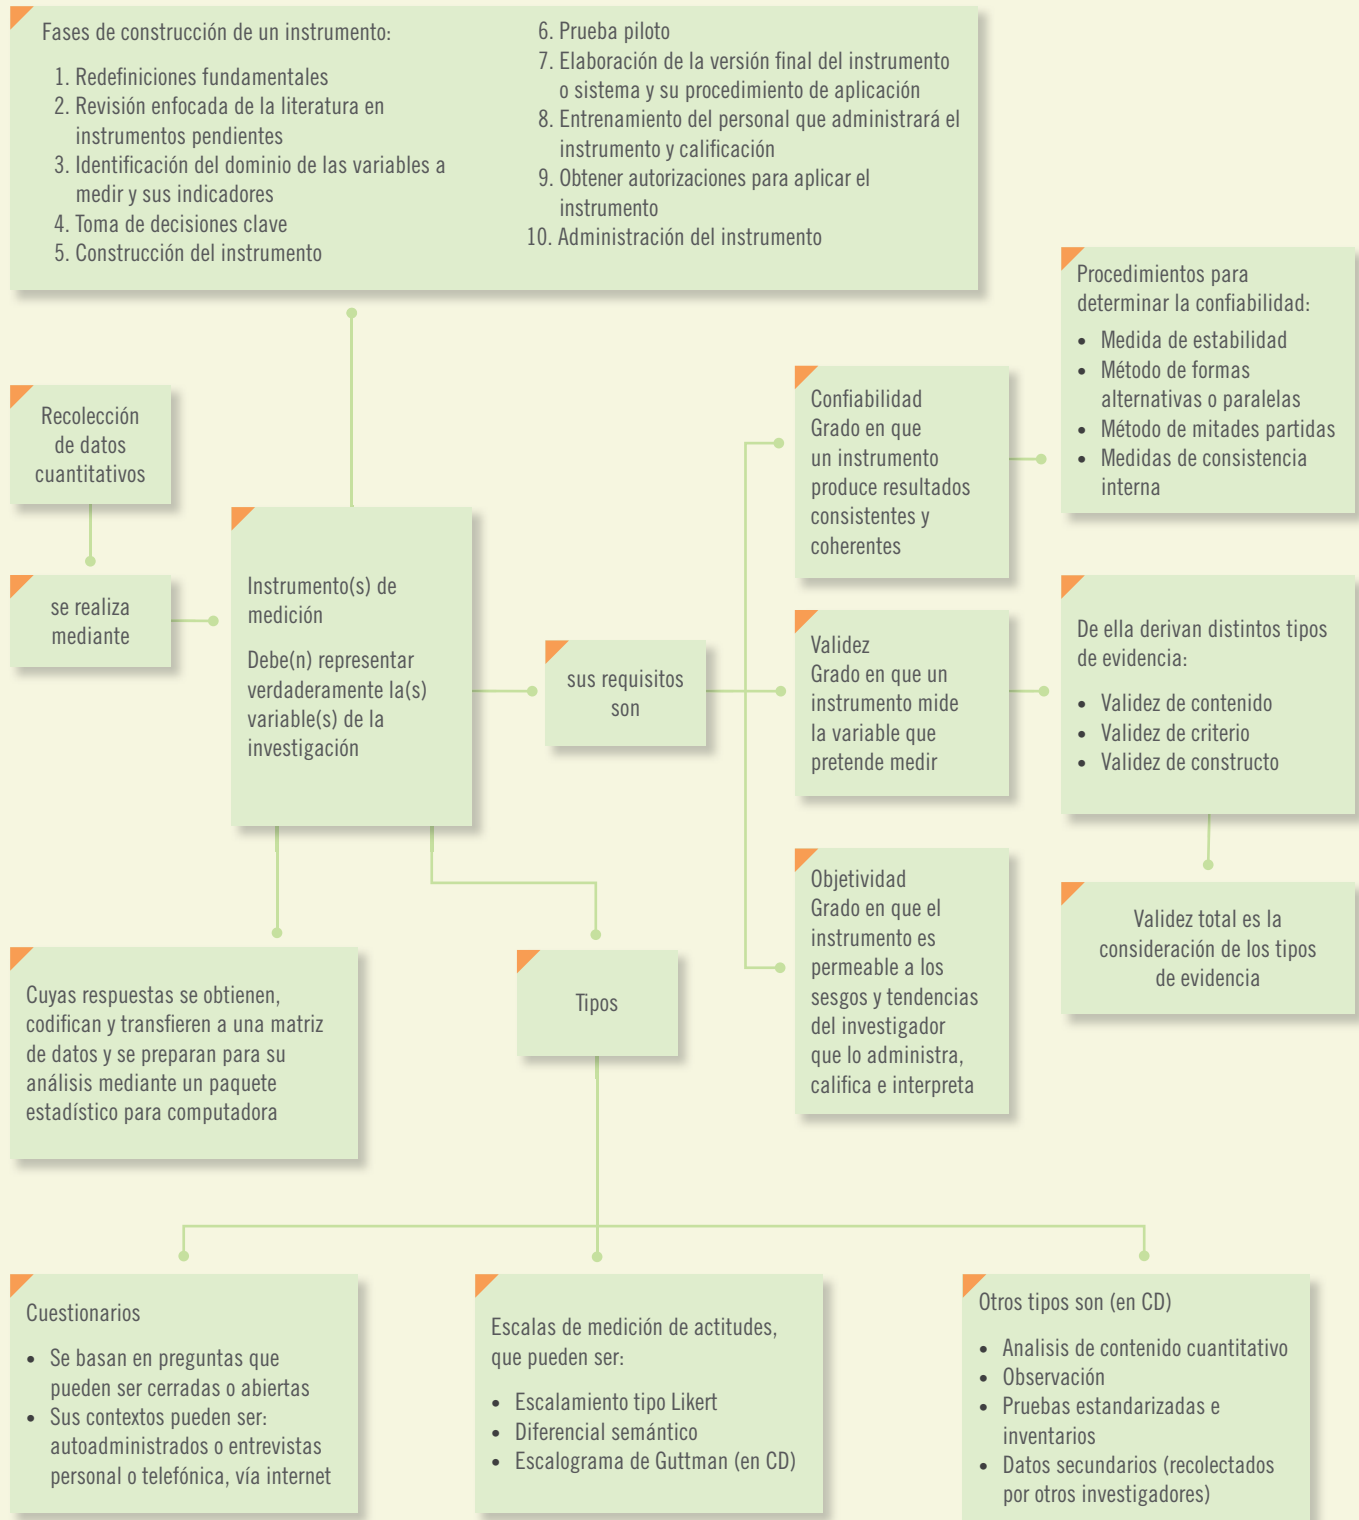 Fases de construcción de un instrumento:
1. Redefiniciones fundamentales
2. Revisión enfocada de la literatura en
instrumentos pendientes
3. Identificación del dominio de las variables a
medir y sus indicadores
4. Toma de decisiones clave
5. Construcción del instrumento
6. Prueba piloto
7. Elaboración de la versión final del instrumento
o sistema y su procedimiento de aplicación
8. Entrenamiento del personal que administrará el
instrumento y calificación
9. Obtener autorizaciones para aplicar el
instrumento
10. Administración del instrumento
Recolección
de datos
cuantitativos
se realiza
mediante
Instrumento(s) de
medición
Debe(n) representar
verdaderamente la(s)
variable(s) de la
investigación
sus requisitos
son
Confiabilidad
Grado en que
un instrumento
produce resultados
consistentes y
coherentes
Procedimientos para
determinar la confiabilidad:
• Medida de estabilidad
• Método de formas
alternativas o paralelas
• Método de mitades partidas
• Medidas de consistencia
interna
Validez
Grado en que un
instrumento mide
la variable que
pretende medir
De ella derivan distintos tipos
de evidencia:
• Validez de contenido
• Validez de criterio
• Validez de constructo
Validez total es la
consideración de los tipos
de evidencia
Objetividad
Grado en que el
instrumento es
permeable a los
sesgos y tendencias
del investigador
que lo administra,
califica e interpreta
Cuyas respuestas se obtienen,
codifican y transfieren a una matriz
de datos y se preparan para su
análisis mediante un paquete
estadístico para computadora
Tipos
Cuestionarios
• Se basan en preguntas que
pueden ser cerradas o abiertas
• Sus contextos pueden ser:
autoadministrados o entrevistas
personal o telefónica, vía internet
Escalas de medición de actitudes,
que pueden ser:
• Escalamiento tipo Likert
• Diferencial semántico
• Escalograma de Guttman (en CD)
Otros tipos son (en CD)
• Analisis de contenido cuantitativo
• Observación
• Pruebas estandarizadas e
inventarios
• Datos secundarios (recolectados
por otros investigadores)